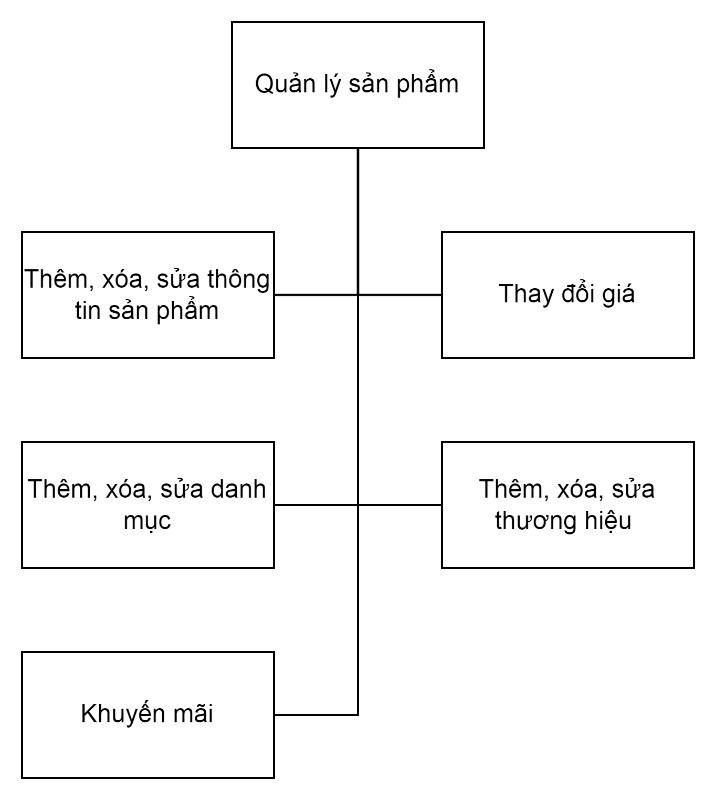 Quản lý sản phẩm
Thêm, xóa, sửa thông
tin sản phẩm
Thay đổi giá
Thêm, xóa, sửa danh
mục
Thêm, xóa, sửa
thương hiệu
Khuyến mãi